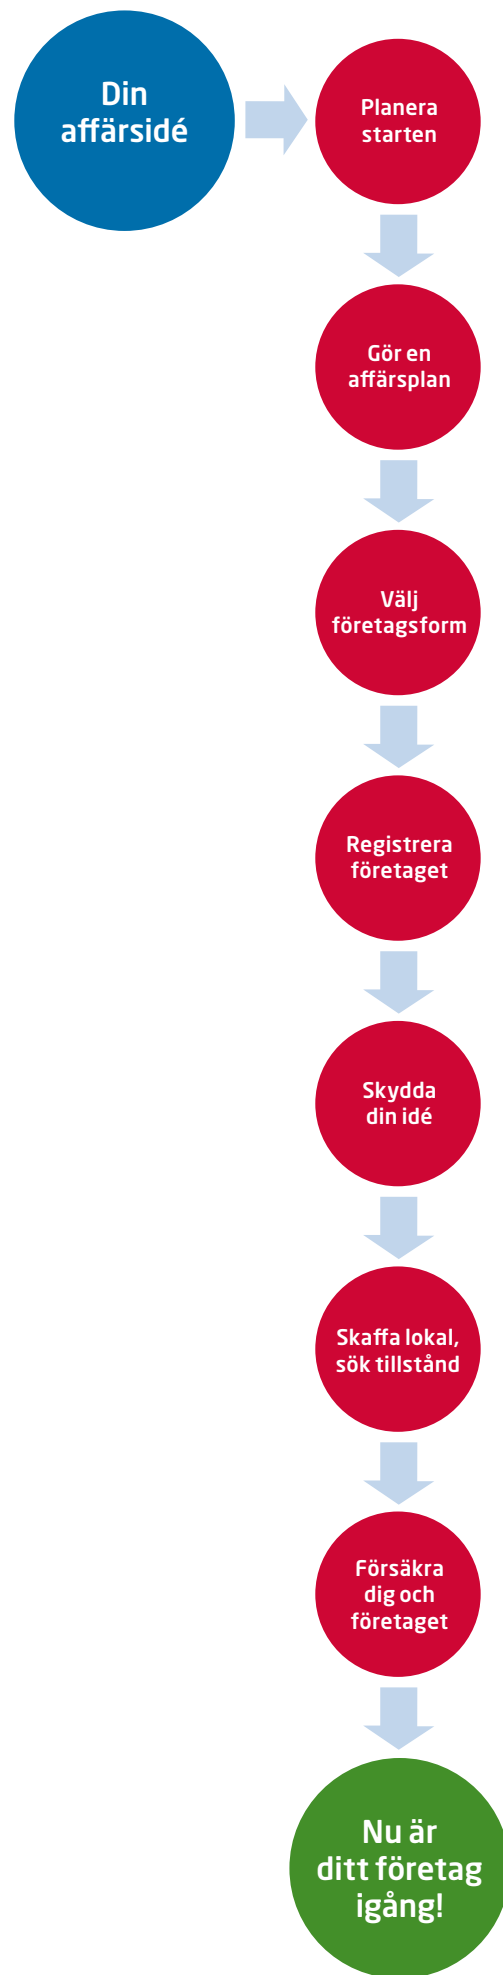 Din
affärsidé
Planera
starten
Gör en
affärsplan
Välj
företagsform
Registrera
företaget
Skydda
din idé
Skaffa lokal,
sök tillstånd
Försäkra
dig och
företaget
Nu är
ditt företag
igång!